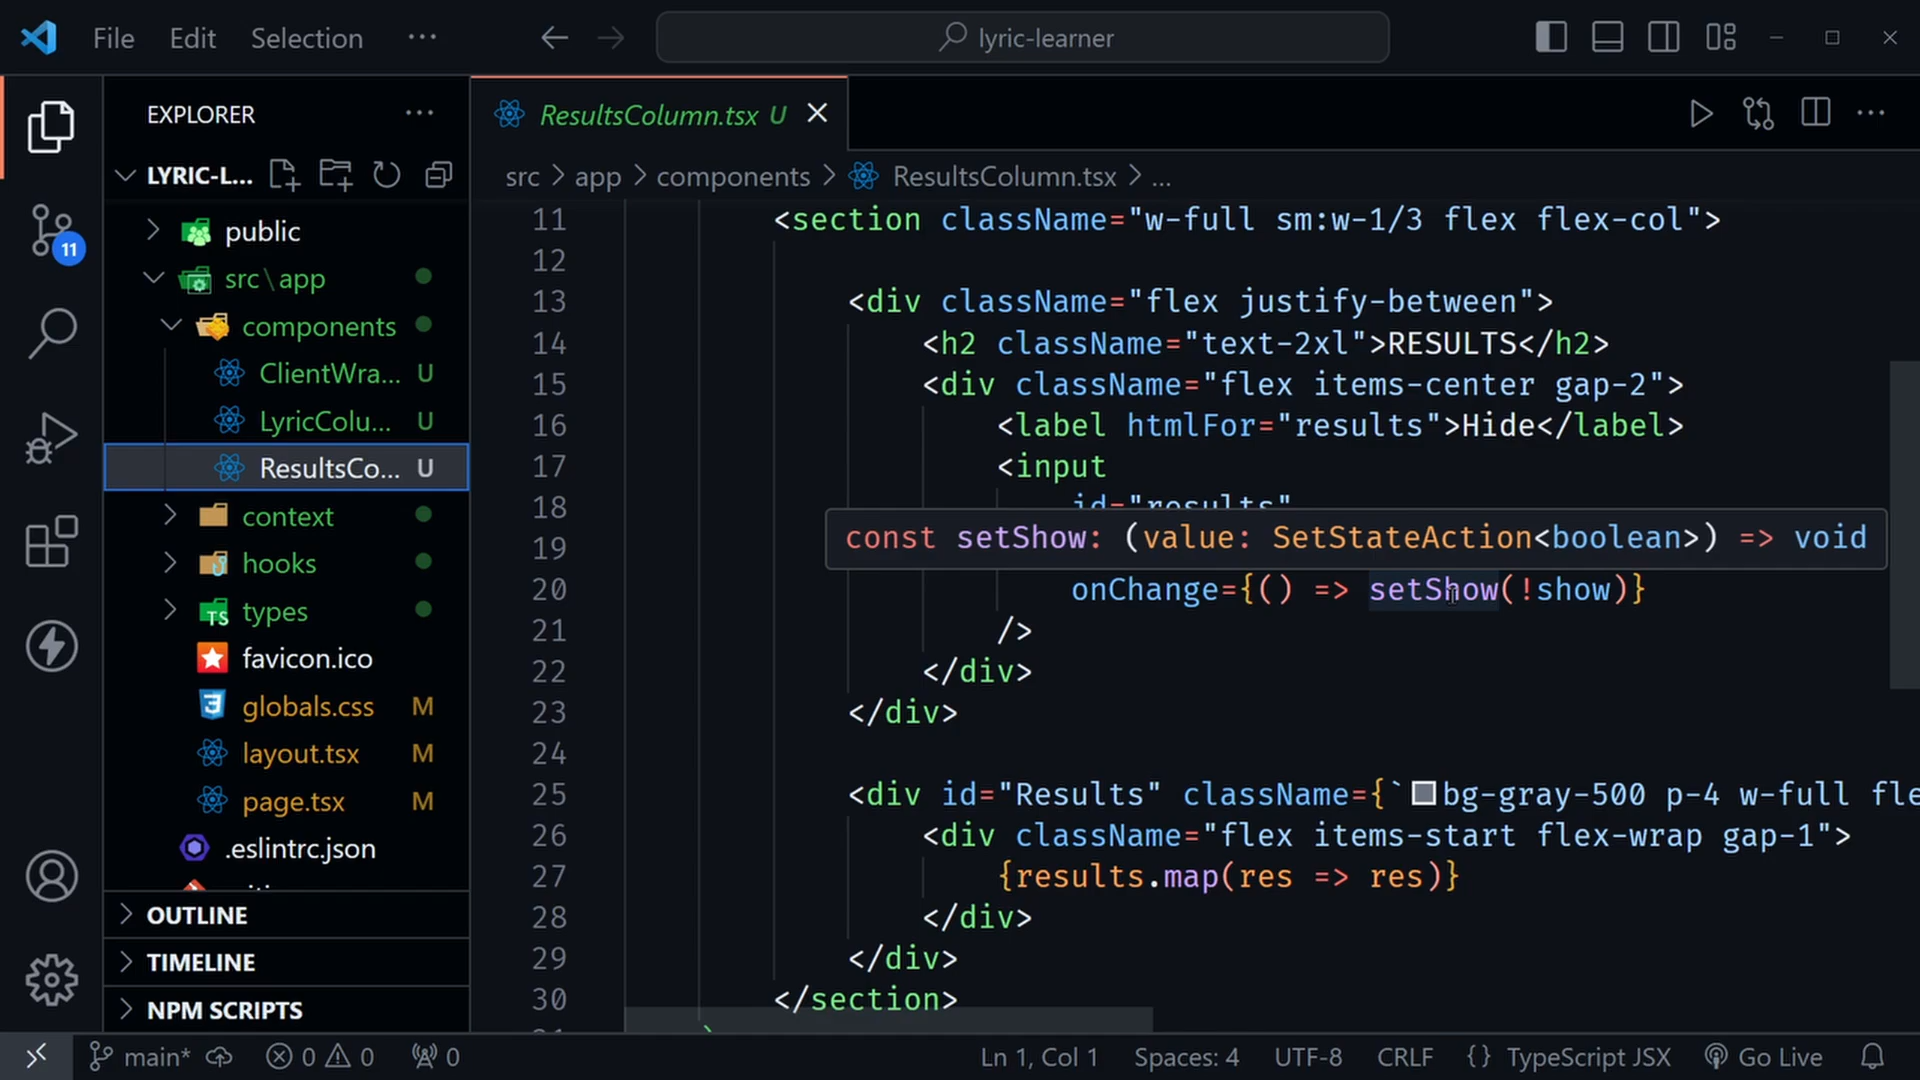 File Edit Selection ···
lyric-learner
EXPLORER ···
LYRIC-L...
public
src\app
components
ClientWra... U
LyricColu... U
ResultsCo... U
context
hooks
types
favicon.ico
globals.css M
layout.tsx M
page.tsx M
.eslintrc.json
OUTLINE
TIMELINE
NPM SCRIPTS
11
ResultsColumn.tsx U
src > app > components > ResultsColumn.tsx > ...
11 <section className="w-full sm:w-1/3 flex flex-col">
12
13 <div className="flex justify-between">
14 <h2 className="text-2xl">RESULTS</h2>
15 <div className="flex items-center gap-2">
16 <label htmlFor="results">Hide</label>
17 <input
18 id="results"
const setShow: (value: SetStateAction<boolean>) => void
19
20 onChange={() => setShow(!show)}
21 />
22 </div>
23 </div>
24
25 <div id="Results" className={`bg-gray-500 p-4 w-full fle
26 <div className="flex items-start flex-wrap gap-1">
27 {results.map(res => res)}
28 </div>
29 </div>
30 </section>
main* 0 0 0
Ln 1, Col 1 Spaces: 4 UTF-8 CRLF {} TypeScript JSX Go Live